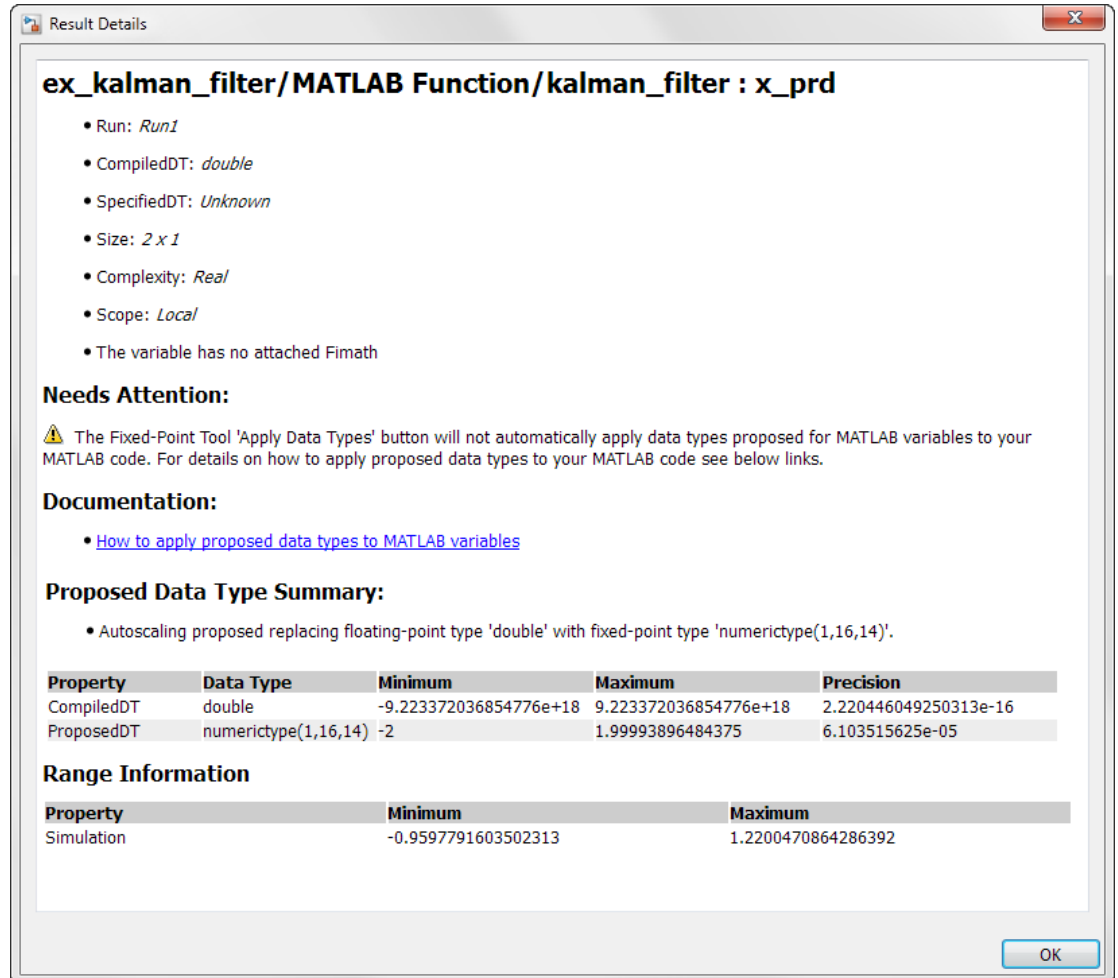 Result Details
ex_kalman_filter/MATLAB Function/kalman_filter : x_prd
• Run: Run1
• CompiledDT: double
• SpecifiedDT: Unknown
• Size: 2 x 1
• Complexity: Real
• Scope: Local
• The variable has no attached Fimath
Needs Attention:
The Fixed-Point Tool 'Apply Data Types' button will not automatically apply data types proposed for MATLAB variables to your
MATLAB code. For details on how to apply proposed data types to your MATLAB code see below links.
Documentation:
• How to apply proposed data types to MATLAB variables
Proposed Data Type Summary:
• Autoscaling proposed replacing floating-point type 'double' with fixed-point type 'numerictype(1,16,14)'.
Property Data Type Minimum Maximum Precision
CompiledDT double -9.223372036854776e+18 9.223372036854776e+18 2.220446049250313e-16
ProposedDT numerictype(1,16,14) -2 1.99993896484375 6.103515625e-05
Range Information
Property Minimum Maximum
Simulation -0.9597791603502313 1.2200470864286392
OK